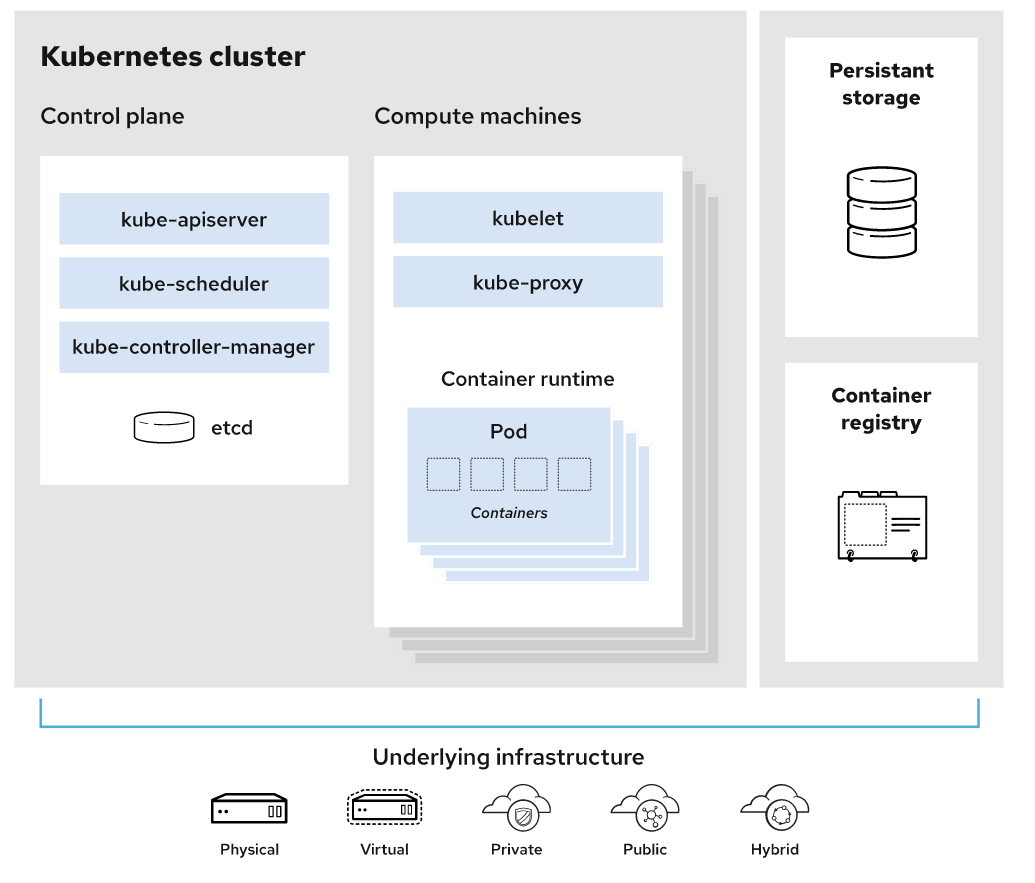 Kubernetes cluster
Control plane
kube-apiserver
kube-scheduler
kube-controller-manager
etcd
Compute machines
kubelet
kube-proxy
Container runtime
Pod
Containers
Persistant
storage
Container
registry
Underlying infrastructure
Physical
Virtual
Private
Public
Hybrid